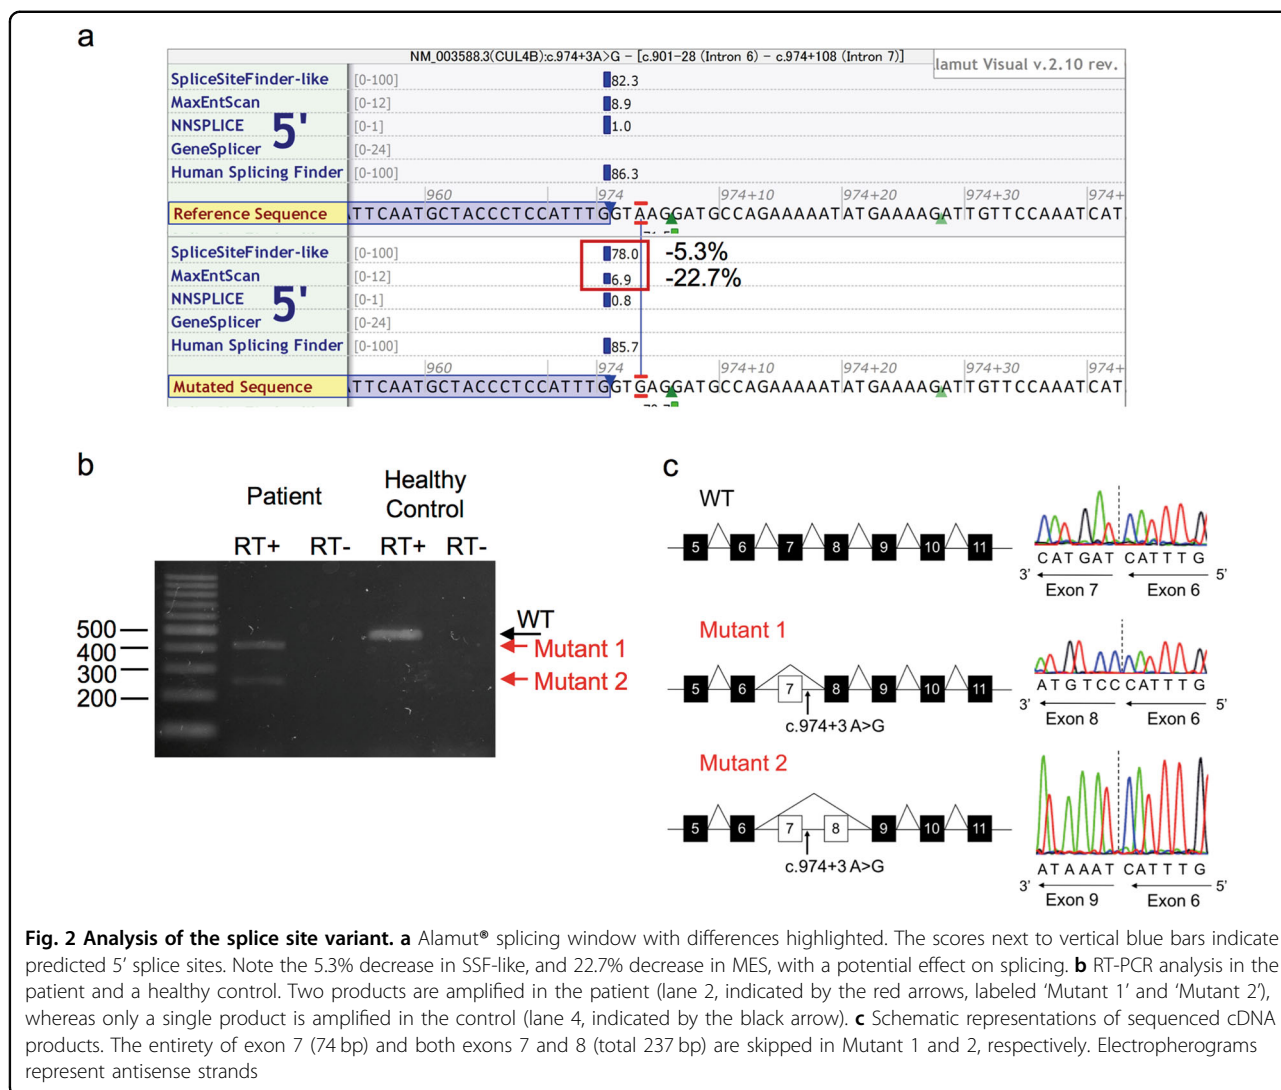 a
NM_003588.3(CUL4B):c.974+3A>G – [c.901–28 (Intron 6) – c.974+108 (Intron 7)]
lamut Visual v.2.10 rev.
SpliceSiteFinder-like [0-100] 82.3
MaxEntScan [0-12] 8.9
NNSPLICE [0-1] 1.0
5'
GeneSplicer [0-24]
Human Splicing Finder [0-100] 86.3
960 974 974+10 974+20 974+30 974+
Reference Sequence TTCAATGCTACCCTCCATTTGGTAAGGATGCCAGAAAAATATGAAAAGATTGTTCCAAATCAT
SpliceSiteFinder-like [0-100] 78.0 -5.3%
MaxEntScan [0-12] 6.9 -22.7%
NNSPLICE [0-1] 0.8
5'
GeneSplicer [0-24]
Human Splicing Finder [0-100] 85.7
960 974 974+10 974+20 974+30 974+
Mutated Sequence TTCAATGCTACCCTCCATTTGGTGAGGATGCCAGAAAAATATGAAAAGATTGTTCCAAATCAT
b
Patient Healthy Control
RT+ RT- RT+ RT-
500
400
300
200
WT
Mutant 1
Mutant 2
c
WT
5 6 7 8 9 10 11
CATGAT CATTTG
3' 5'
Exon 7 Exon 6
Mutant 1
5 6 7 8 9 10 11
c.974+3 A>G
ATGTCC CATTTG
3' 5'
Exon 8 Exon 6
Mutant 2
5 6 7 8 9 10 11
c.974+3 A>G
ATAAAT CATTTG
3' 5'
Exon 9 Exon 6
Fig. 2 Analysis of the splice site variant. a Alamut® splicing window with differences highlighted. The scores next to vertical blue bars indicate
predicted 5′ splice sites. Note the 5.3% decrease in SSF-like, and 22.7% decrease in MES, with a potential effect on splicing. b RT-PCR analysis in the
patient and a healthy control. Two products are amplified in the patient (lane 2, indicated by the red arrows, labeled ‘Mutant 1’ and ‘Mutant 2’),
whereas only a single product is amplified in the control (lane 4, indicated by the black arrow). c Schematic representations of sequenced cDNA
products. The entirety of exon 7 (74 bp) and both exons 7 and 8 (total 237 bp) are skipped in Mutant 1 and 2, respectively. Electropherograms
represent antisense strands